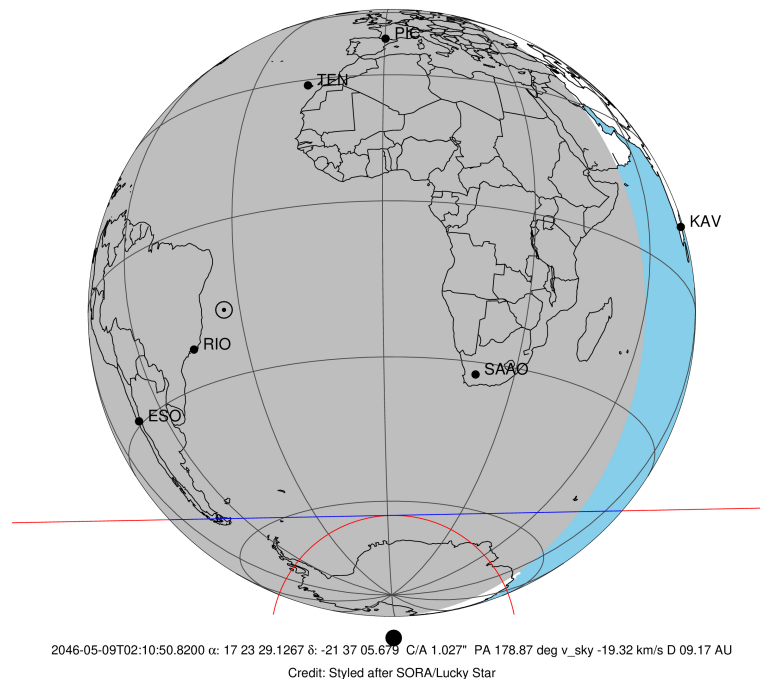 PIC
TEN
KAV
RIO
SAAO
ESO
2046-05-09T02:10:50.8200 α: 17 23 29.1267 δ: -21 37 05.679 C/A 1.027" PA 178.87 deg v_sky -19.32 km/s D 09.17 AU
Credit: Styled after SORA/Lucky Star